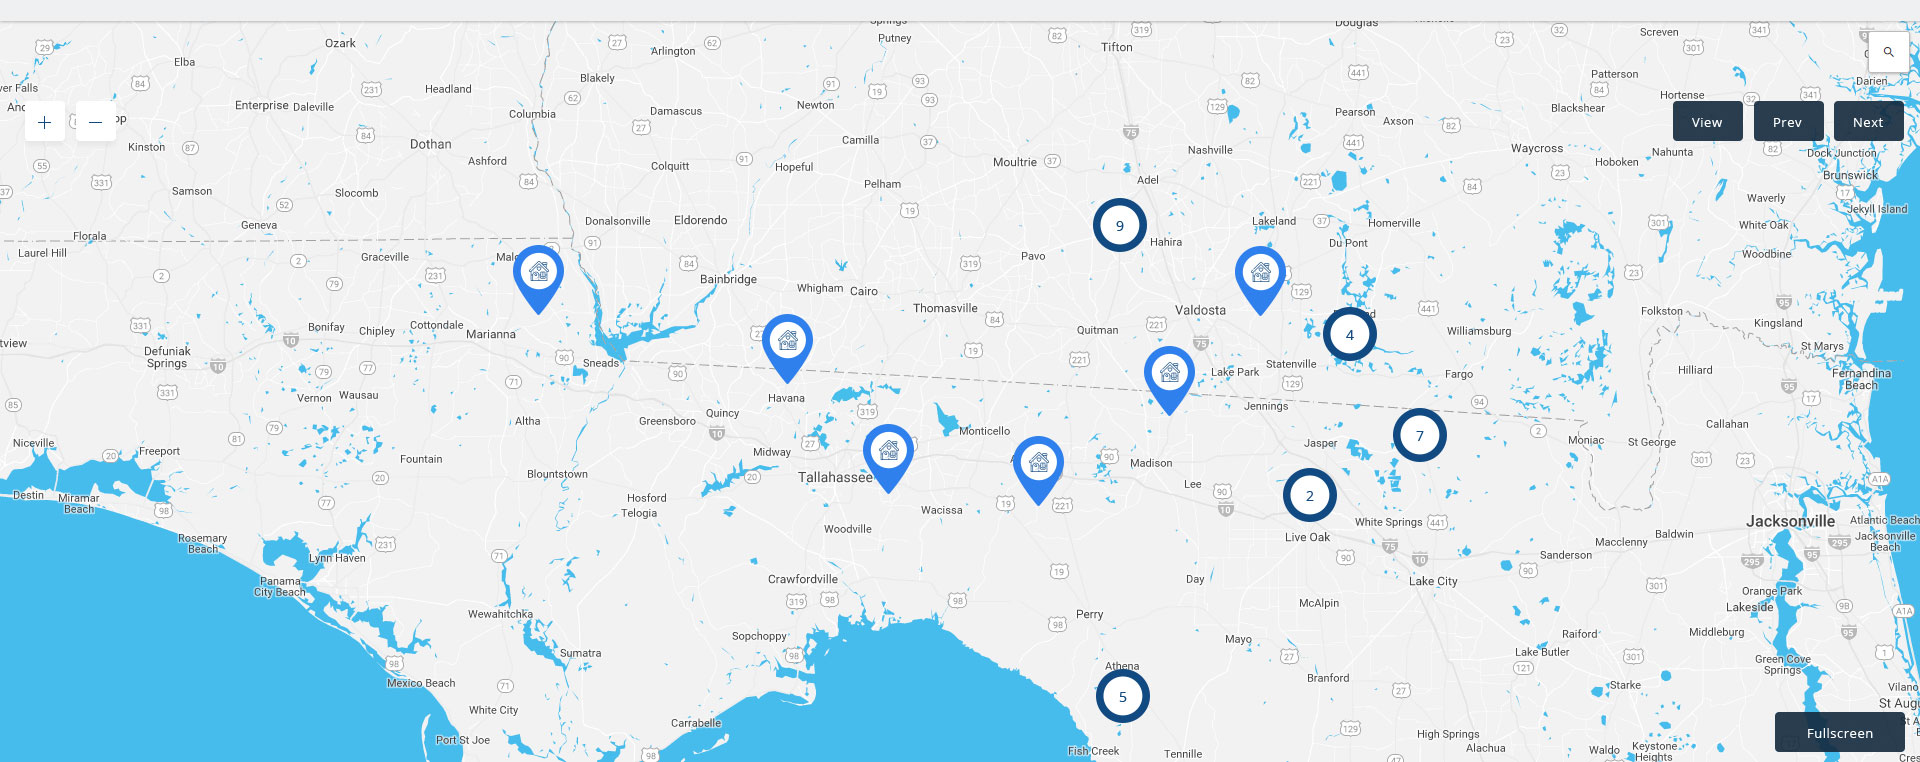 Springs
Douglas
Ozark
Putney
Tifton
Screven
Elba
Arlington
Blakely
Patterson
Darien
ver Falls
Headland
Newton
Hortense
Enterprise
Daleville
Columbia
Damascus
Pearson
Axson
Blackshear
+
−
View
Prev
Next
Kinston
Dothan
Ashford
Colquitt
Hopeful
Camilla
Moultrie
Nashville
Waycross
Hoboken
Nahunta
Dock Junction
Brunswick
Samson
Slocomb
Pelham
Adel
Waverly
Jekyll Island
Geneva
Donalsonville
Eldorendo
9
Lakeland
Homerville
White Oak
Florala
Laurel Hill
Graceville
Hahira
Du Pont
Pavo
Woodbine
Bainbridge
Whigham
Cairo
Thomasville
Valdosta
Folkston
Kingsland
Bonifay
Chipley
Cottondale
Marianna
Quitman
4
Williamsburg
St Marys
tview
Defuniak
Springs
Sneads
Lake Park
Statenville
Fargo
Hilliard
Fernandina
Beach
Vernon
Wausau
Havana
Jennings
Altha
Greensboro
Quincy
Monticello
Jasper
7
Moniac
St George
Callahan
Niceville
Freeport
Fountain
Blountstown
Midway
Tallahassee
Madison
Lee
Destin
Miramar
Beach
Hosford
Telogia
Wacissa
2
White Springs
Jacksonville
Atlantic Beach
Jacksonville
Beach
Rosemary
Beach
Woodville
Live Oak
Baldwin
Macclenny
Sanderson
Lynn Haven
Panama
City Beach
Crawfordville
Day
Lake City
Orange Park
Lakeside
McAlpin
Wewahitchka
Perry
Sopchoppy
Mayo
Raiford
Middleburg
Sumatra
Lake Butler
Athena
Green Cove
Springs
Mexico Beach
Branford
Starke
Vilano
5
White City
Carrabelle
St Augu
Port St Joe
High Springs
Alachua
Fullscreen
Fish Creek
Tennille
Waldo
Keystone
Heights